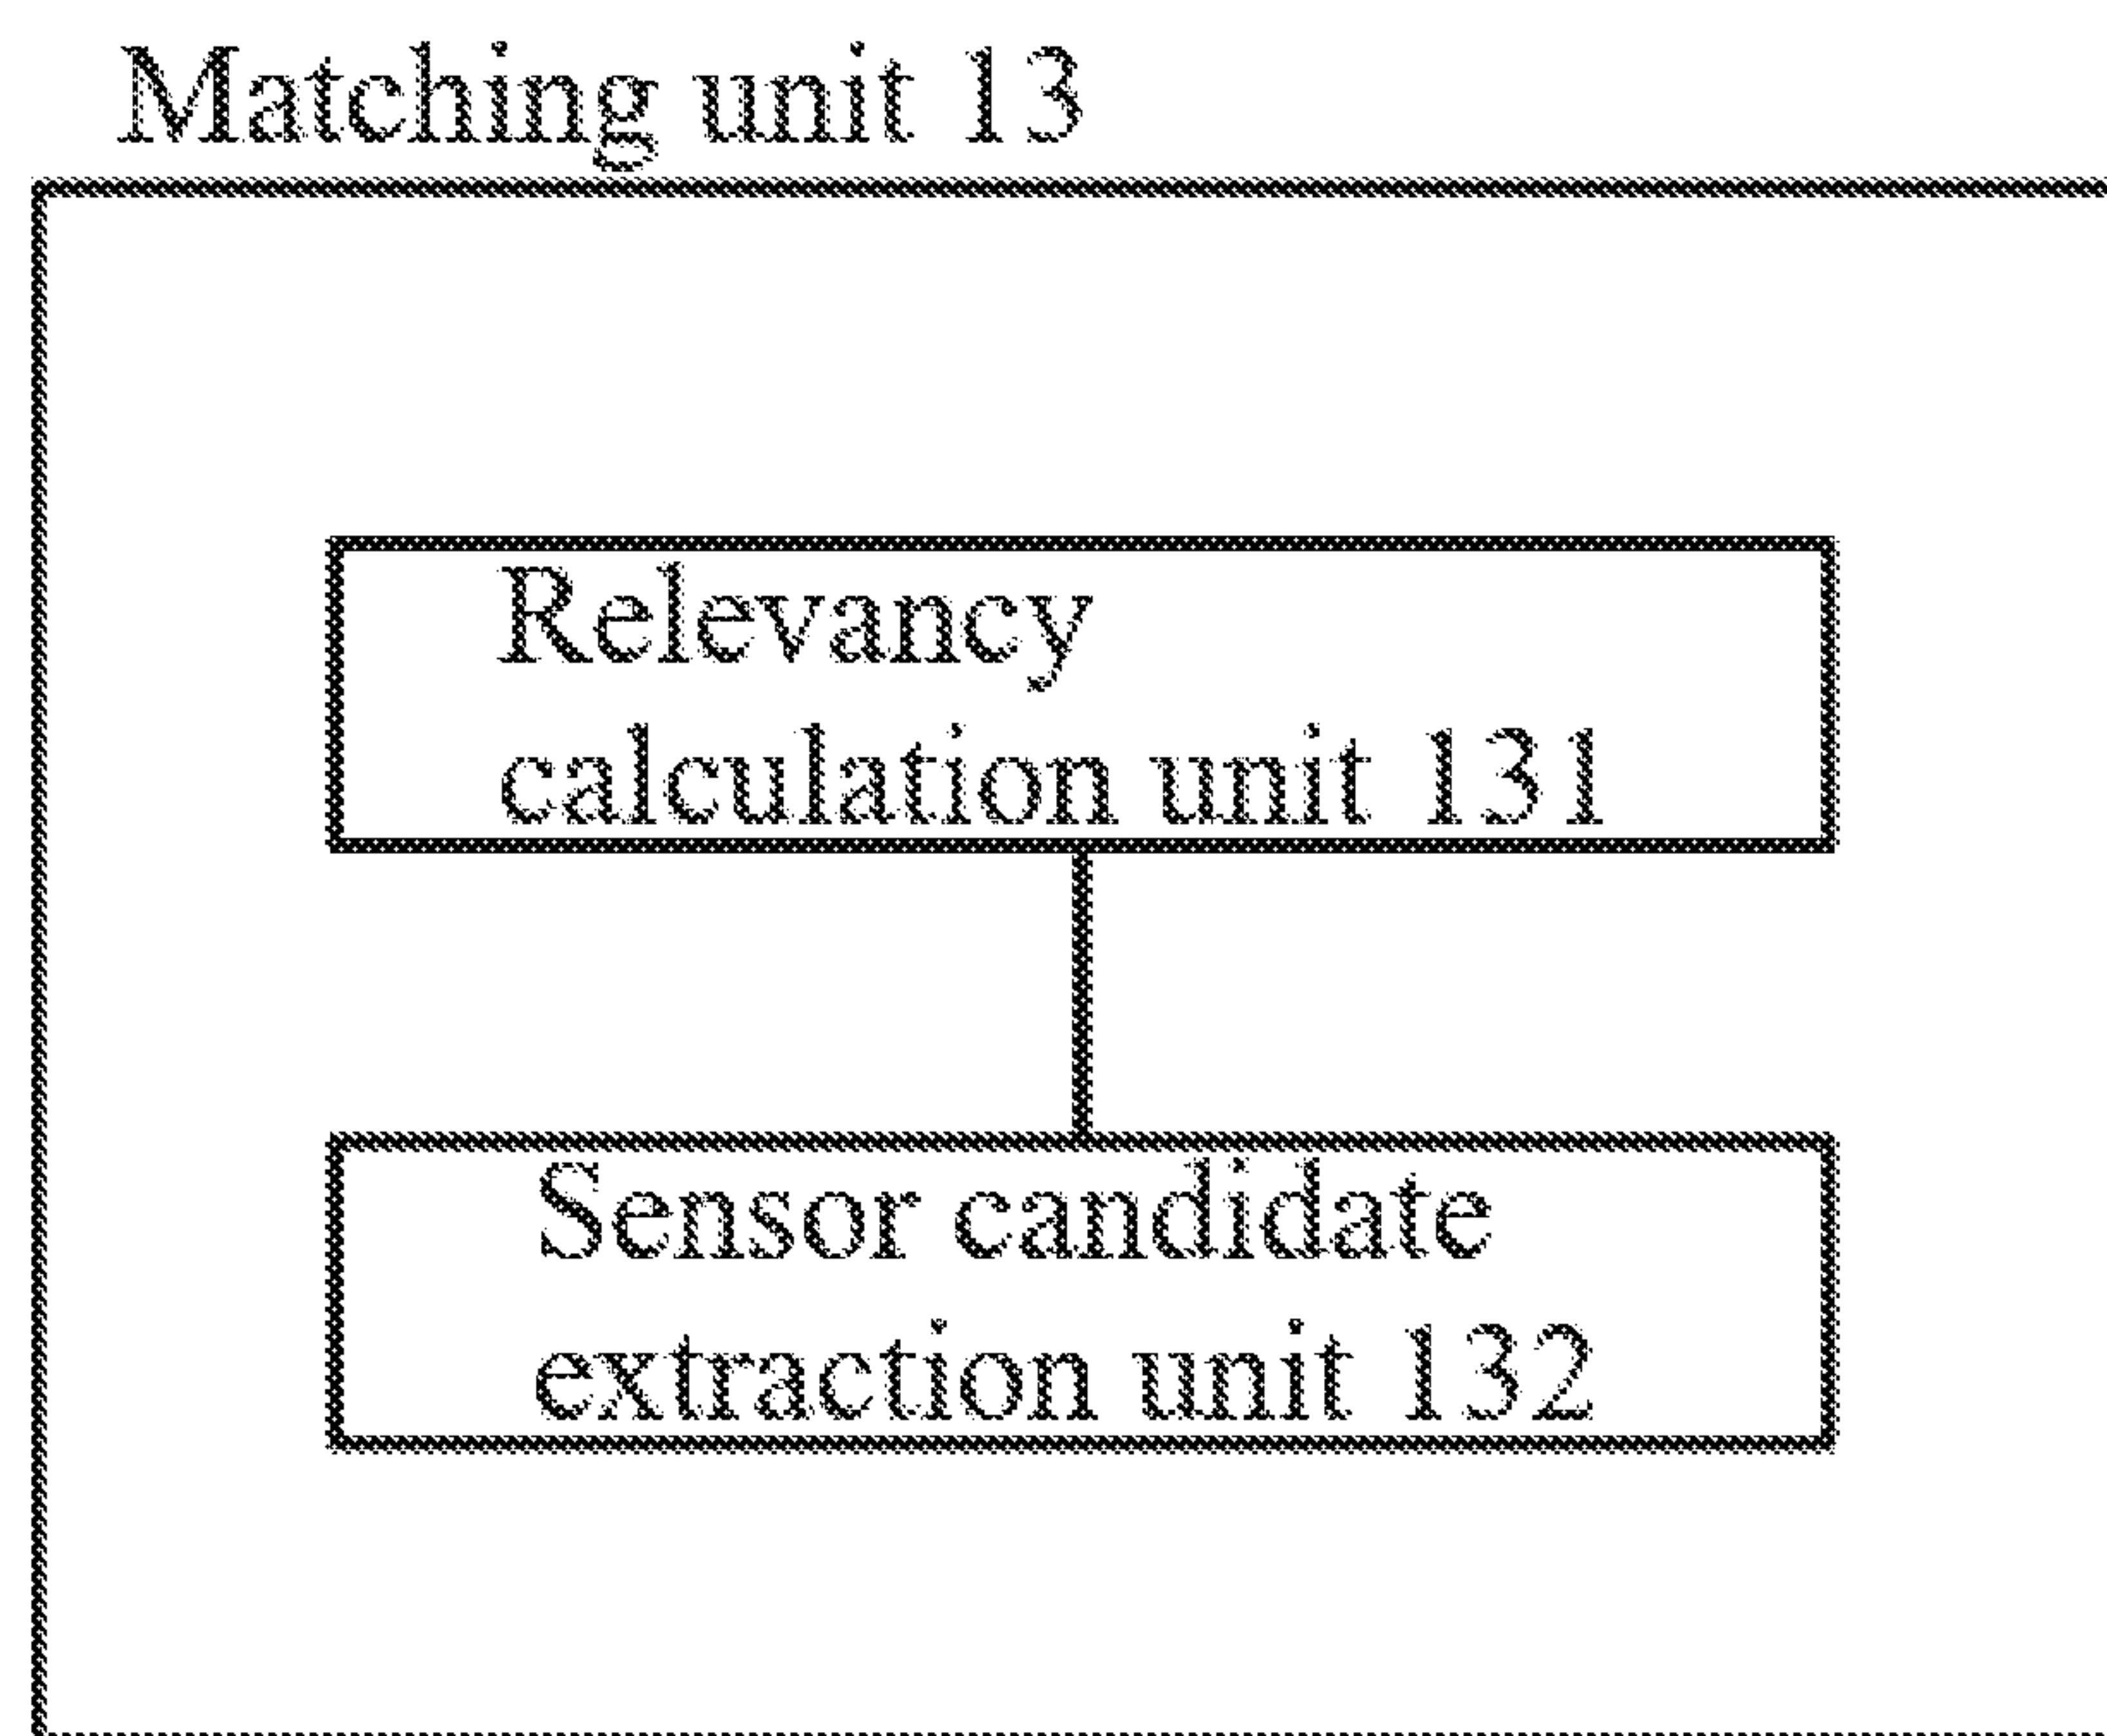 Matching unit 13
Relevancy
calculation unit 131
Sensor candidate
extraction unit 132